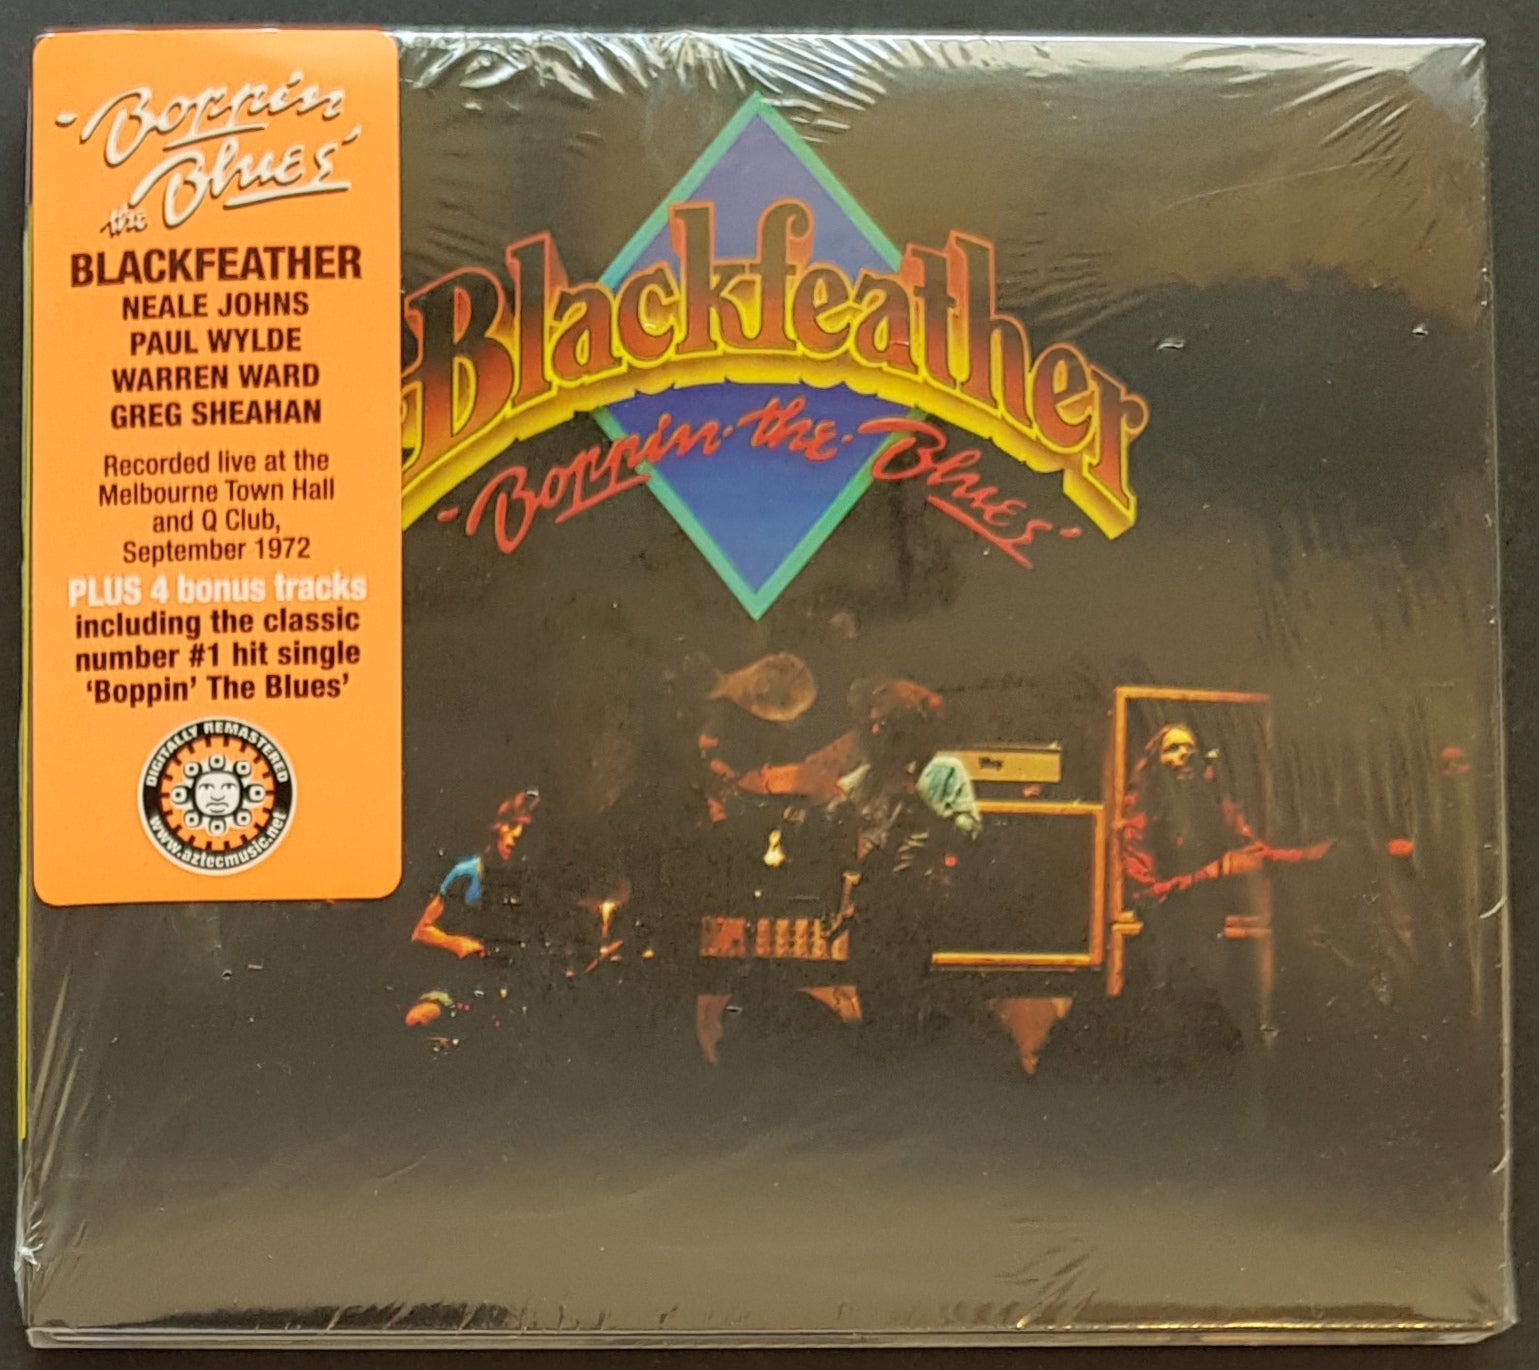 'Boppin
the Blues'
BLACKFEATHER
NEALE JOHNS
PAUL WYLDE
WARREN WARD
GREG SHEAHAN
Recorded live at the
Melbourne Town Hall
and Q Club,
September 1972
PLUS 4 bonus tracks
including the classic
number #1 hit single
‘Boppin’ The Blues’
DIGITALLY REMASTERED
www.aztecmusic.net
Blackfeather
'Boppin· the· Blues'